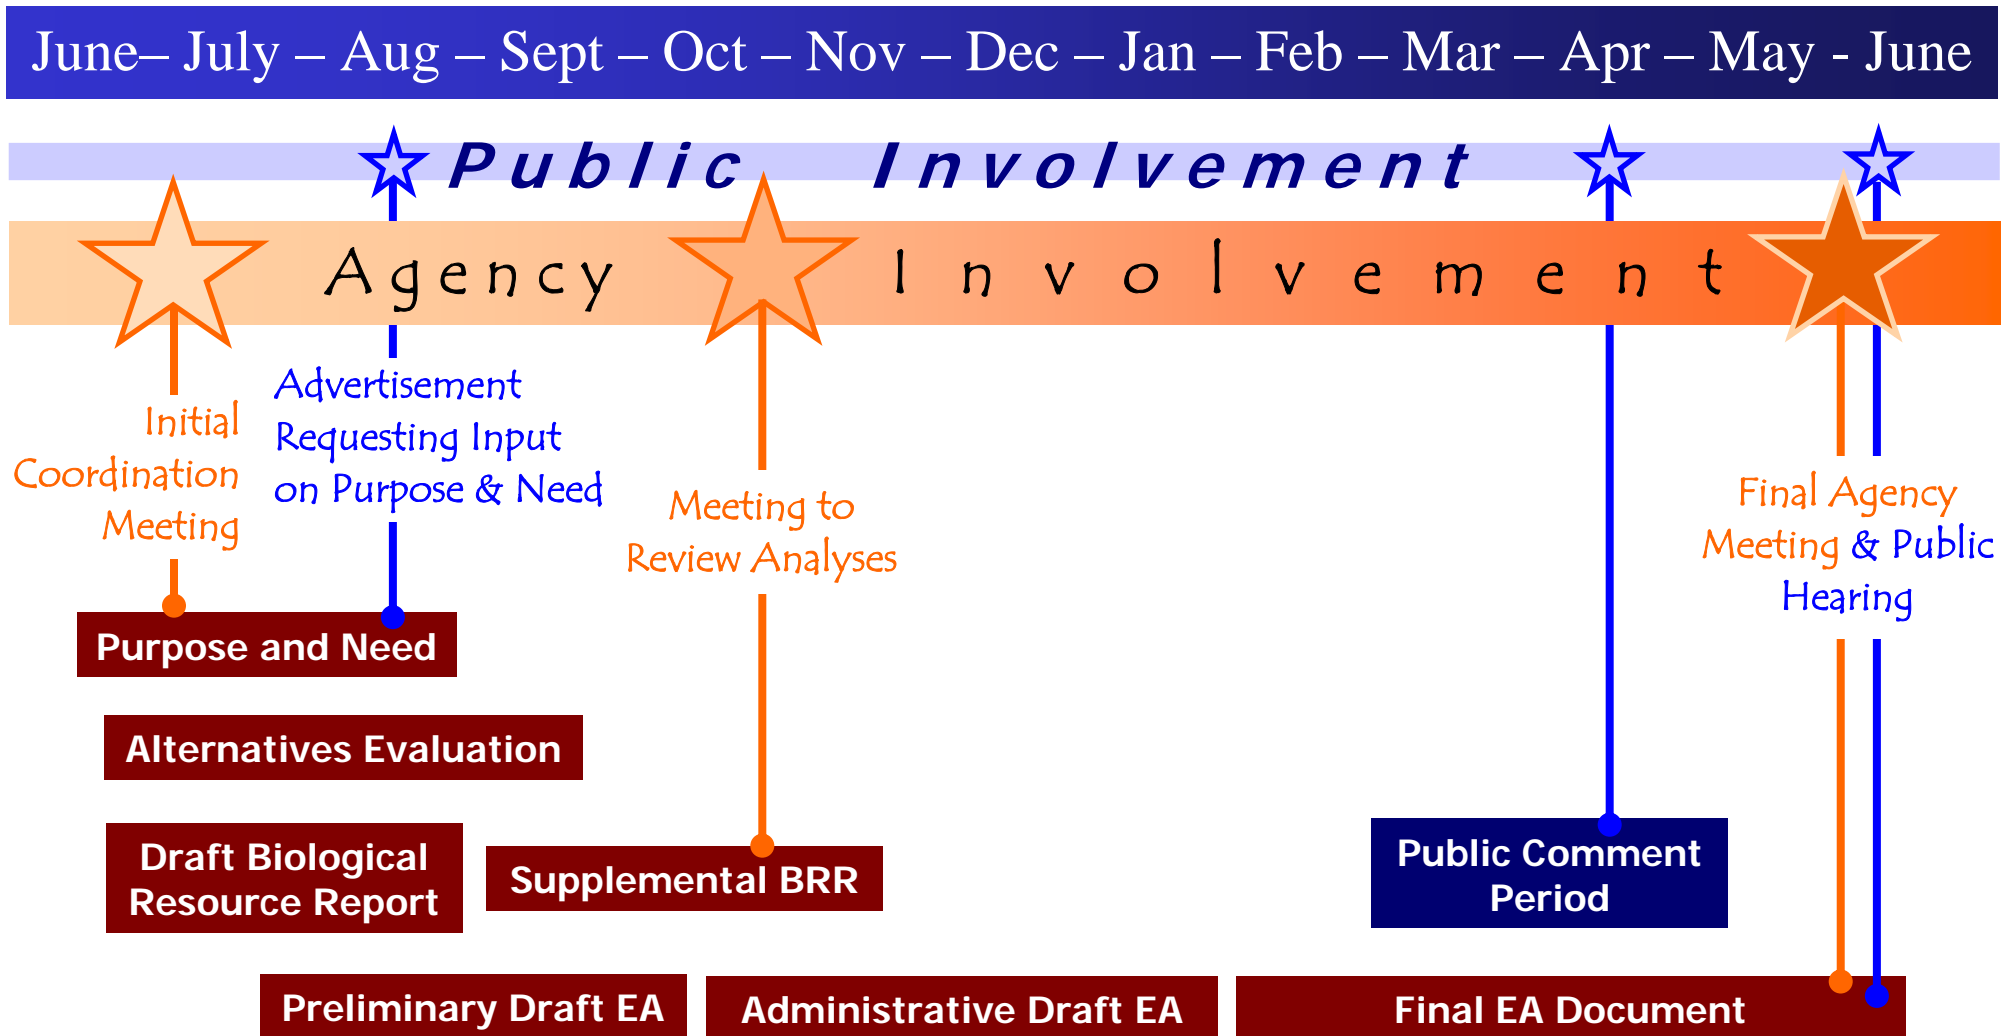 June– July – Aug – Sept – Oct – Nov – Dec – Jan – Feb – Mar – Apr – May - June
Public Involvement
Agency Involvement
Initial
Coordination
Meeting
Advertisement
Requesting Input
on Purpose & Need
Meeting to
Review Analyses
Final Agency
Meeting & Public
Hearing
Purpose and Need
Alternatives Evaluation
Draft Biological
Resource Report
Supplemental BRR
Public Comment
Period
Preliminary Draft EA
Administrative Draft EA
Final EA Document